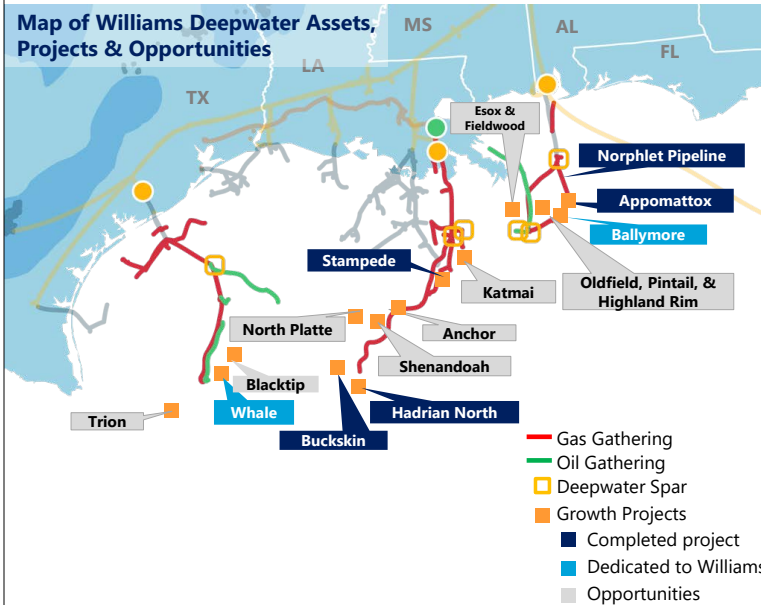 Map of Williams Deepwater Assets,
Projects & Opportunities
MS
AL
LA
FL
TX
Esox &
Fieldwood
Norphlet Pipeline
Appomattox
Ballymore
Stampede
Katmai
Oldfield, Pintail, &
Highland Rim
North Platte
Anchor
Shenandoah
Blacktip
Whale
Trion
Hadrian North
Buckskin
Gas Gathering
Oil Gathering
Deepwater Spar
Growth Projects
Completed project
Dedicated to Williams
Opportunities